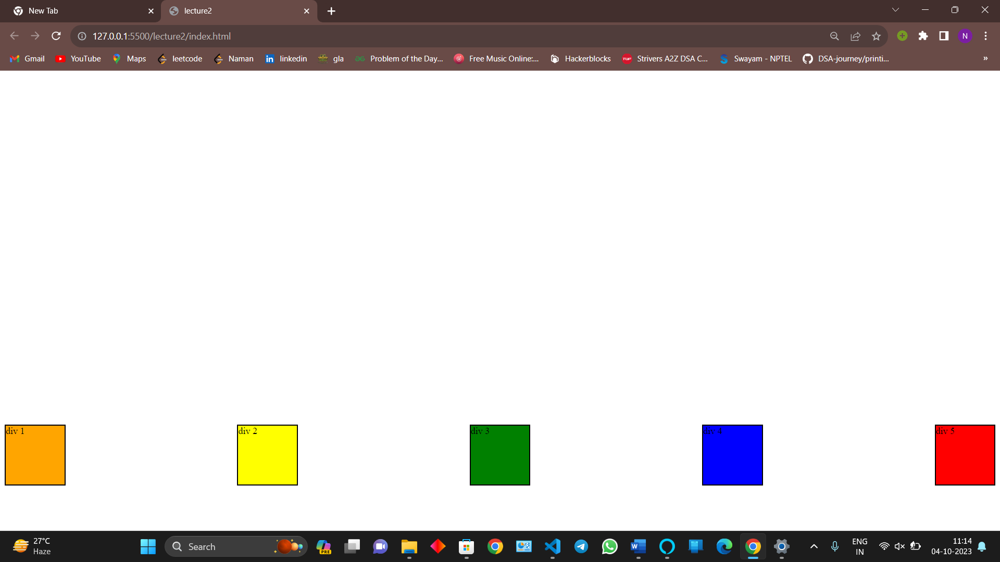 New Tab
lecture2
127.0.0.1:5500/lecture2/index.html
N
Gmail
YouTube
Maps
leetcode
Naman
linkedin
gla
Problem of the Day...
Free Music Online:...
Hackerblocks
Strivers A2Z DSA C...
Swayam - NPTEL
DSA-journey/printi...
»
div 1
div 2
div 3
div 4
div 5
27°C
Haze
Search
PRE
ENG
IN
11:14
04-10-2023